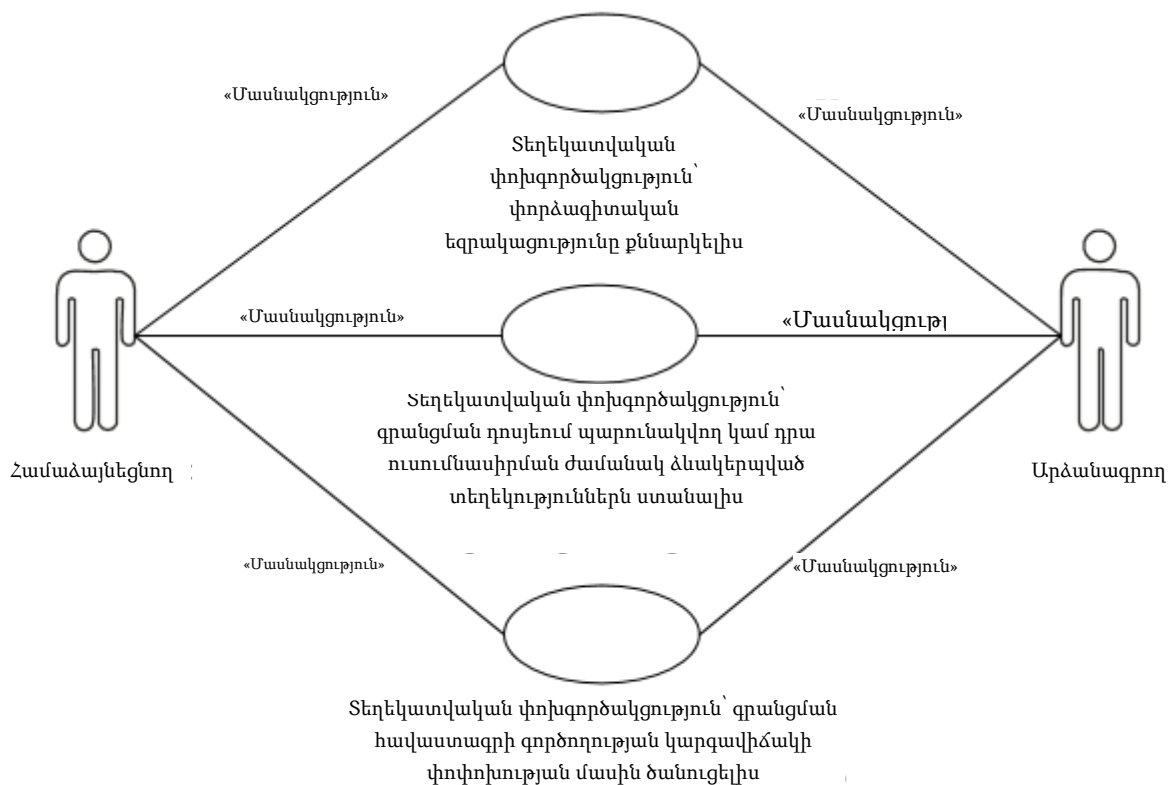 «Մասնակցություն»
«Մասնակցություն»
Տեղեկատվական
փոխգործակցություն՝
փորձագիտական
եզրակացությունը քննարկելիս
«Մասնակցություն»
«Մասնակցությ
Տեղեկատվական փոխգործակցություն՝
գրանցման դոսյեում պարունակվող կամ դրա
ուսումնասիրման ժամանակ ձևակերպված
տեղեկություններն ստանալիս
Համաձայնեցնող
Արձանագրող
«Մասնակցություն»
«Մասնակցություն»
Տեղեկատվական փոխգործակցություն՝ գրանցման
հավաստագրի գործողության կարգավիճակի
փոփոխության մասին ծանուցելիս